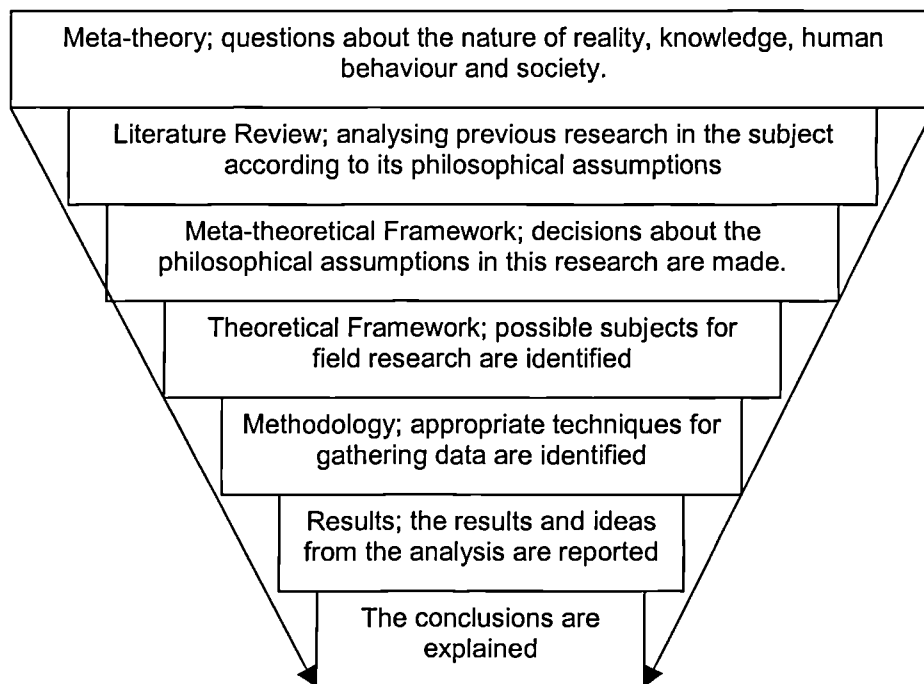 Meta-theory; questions about the nature of reality, knowledge, human
behaviour and society.
Literature Review; analysing previous research in the subject
according to its philosophical assumptions
Meta-theoretical Framework; decisions about the
philosophical assumptions in this research are made.
Theoretical Framework; possible subjects for
field research are identified
Methodology; appropriate techniques for
gathering data are identified
Results; the results and ideas
from the analysis are reported
The conclusions are
explained